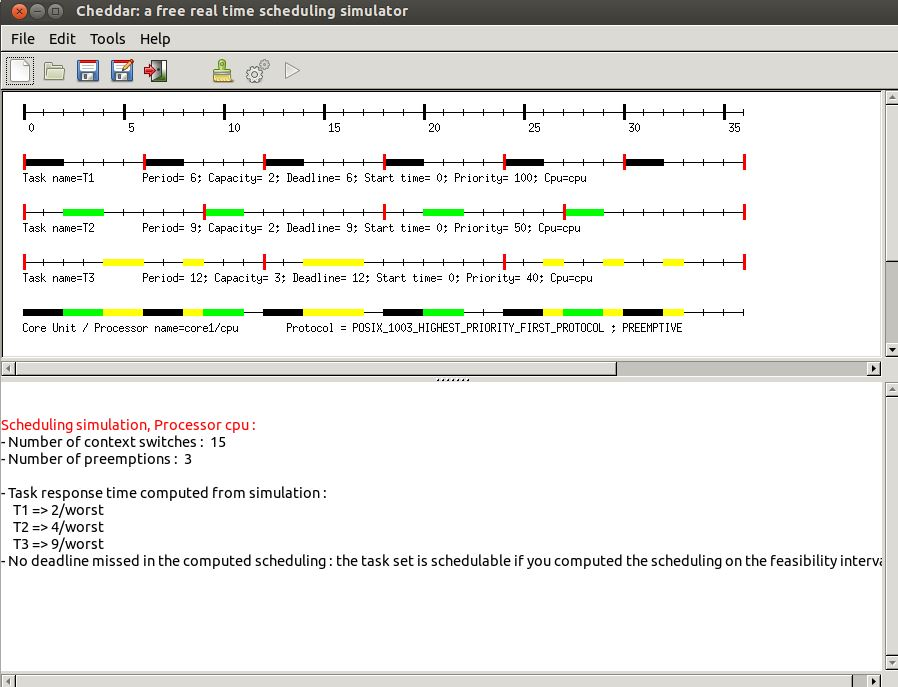 Cheddar: a free real time scheduling simulator
File Edit Tools Help
0 5 10 15 20 25 30 35
Task name=T1 Period= 6; Capacity= 2; Deadline= 6; Start time= 0; Priority= 100; Cpu=cpu
Task name=T2 Period= 9; Capacity= 2; Deadline= 9; Start time= 0; Priority= 50; Cpu=cpu
Task name=T3 Period= 12; Capacity= 3; Deadline= 12; Start time= 0; Priority= 40; Cpu=cpu
Core Unit / Processor name=core1/cpu Protocol = POSIX_1003_HIGHEST_PRIORITY_FIRST_PROTOCOL ; PREEMPTIVE
Scheduling simulation, Processor cpu :
- Number of context switches : 15
- Number of preemptions : 3
- Task response time computed from simulation :
T1 => 2/worst
T2 => 4/worst
T3 => 9/worst
- No deadline missed in the computed scheduling : the task set is schedulable if you computed the scheduling on the feasibility interva